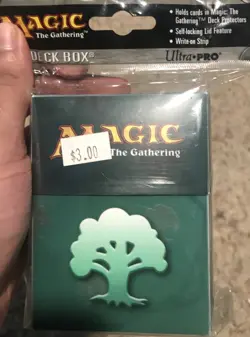 MAGIC
The Gathering®
DECK BOX®
• Holds cards in Magic: The
Gathering™ Deck Protectors
• Self-locking Lid Feature
• Write-on Strip
Ultra•PRO®
MAGIC
The Gathering
$3.00